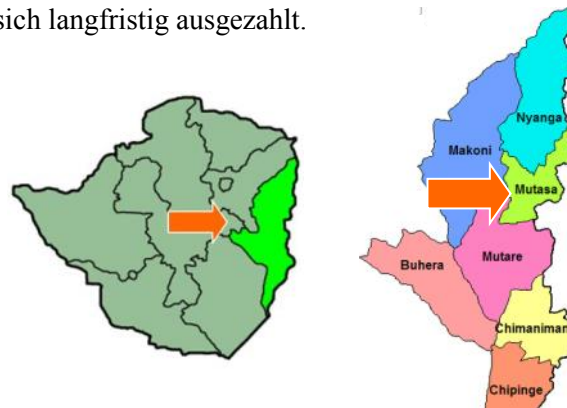 sich langfristig ausgezahlt.
Nyanga
Makoni
Mutasa
Buhera
Mutare
Chimaniman
Chipinge